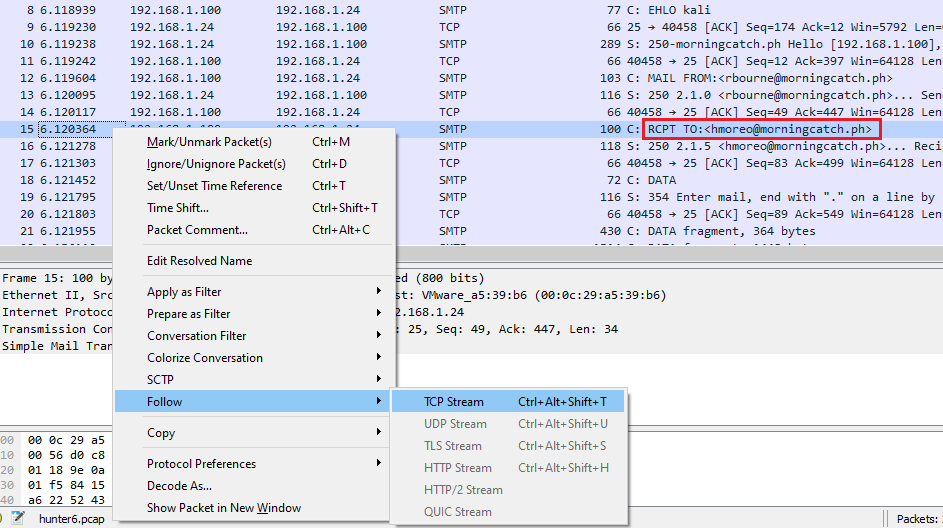 8 6.118939 192.168.1.100 192.168.1.24 SMTP 77 C: EHLO kali
9 6.119230 192.168.1.24 192.168.1.100 TCP 66 25 → 40458 [ACK] Seq=174 Ack=12 Win=5792 Len=
10 6.119238 192.168.1.24 192.168.1.100 SMTP 289 S: 250-morningcatch.ph Hello [192.168.1.100],
11 6.119242 192.168.1.100 192.168.1.24 TCP 66 40458 → 25 [ACK] Seq=12 Ack=397 Win=64128 Len
12 6.119604 192.168.1.100 192.168.1.24 SMTP 103 C: MAIL FROM:<rbourne@morningcatch.ph>
13 6.120095 192.168.1.24 192.168.1.100 SMTP 116 S: 250 2.1.0 <rbourne@morningcatch.ph>... Sen
14 6.120117 192.168.1.100 192.168.1.24 TCP 66 40458 → 25 [ACK] Seq=49 Ack=447 Win=64128 Len
15 6.120364 SMTP 100 C: RCPT TO:<hmoreo@morningcatch.ph>
16 6.121278 SMTP 118 S: 250 2.1.5 <hmoreo@morningcatch.ph>... Reci
17 6.121303 TCP 66 40458 → 25 [ACK] Seq=83 Ack=499 Win=64128 Len
18 6.121452 SMTP 72 C: DATA
19 6.121795 SMTP 116 S: 354 Enter mail, end with "." on a line by
20 6.121803 TCP 66 40458 → 25 [ACK] Seq=89 Ack=549 Win=64128 Len
21 6.121955 SMTP 430 C: DATA fragment, 364 bytes
Mark/Unmark Packet(s) Ctrl+M
Ignore/Unignore Packet(s) Ctrl+D
Set/Unset Time Reference Ctrl+T
Time Shift... Ctrl+Shift+T
Packet Comment... Ctrl+Alt+C
Edit Resolved Name
Apply as Filter
Prepare as Filter
Conversation Filter
Colorize Conversation
SCTP
Follow
Copy
Protocol Preferences
Decode As...
Show Packet in New Window
TCP Stream Ctrl+Alt+Shift+T
UDP Stream Ctrl+Alt+Shift+U
TLS Stream Ctrl+Alt+Shift+S
HTTP Stream Ctrl+Alt+Shift+H
HTTP/2 Stream
QUIC Stream
Frame 15: 100 by ed (800 bits)
Ethernet II, Src st: VMware_a5:39:b6 (00:0c:29:a5:39:b6)
Internet Protoco 2.168.1.24
Transmission Con : 25, Seq: 49, Ack: 447, Len: 34
Simple Mail Tran
00 00 0c 29 a5
10 00 56 d0 c8
20 01 18 9e 0a
30 01 f5 84 15
40 a6 22 52 43
hunter6.pcap Packets: